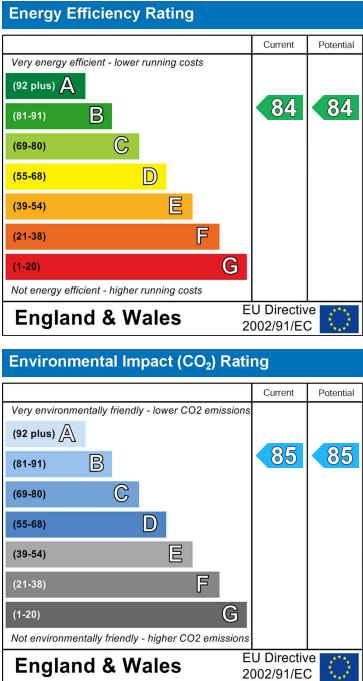 Energy Efficiency Rating
Current Potential
Very energy efficient - lower running costs
(92 plus) A
(81-91) B 84 84
(69-80) C
(55-68) D
(39-54) E
(21-38) F
(1-20) G
Not energy efficient - higher running costs
England & Wales EU Directive
2002/91/EC
Environmental Impact (CO₂) Rating
Current Potential
Very environmentally friendly - lower CO2 emissions
(92 plus) A
(81-91) B 85 85
(69-80) C
(55-68) D
(39-54) E
(21-38) F
(1-20) G
Not environmentally friendly - higher CO2 emissions
England & Wales EU Directive
2002/91/EC